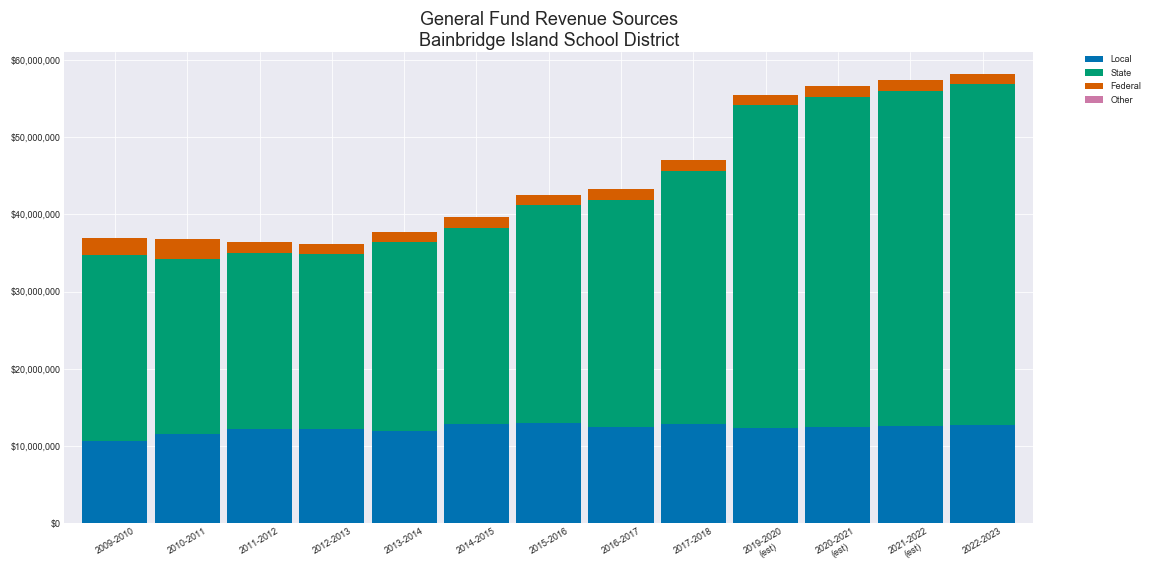 General Fund Revenue Sources
Bainbridge Island School District
$60,000,000
$50,000,000
$40,000,000
$30,000,000
$20,000,000
$10,000,000
$0
Local
State
Federal
Other
2009-2010
2010-2011
2011-2012
2012-2013
2013-2014
2014-2015
2015-2016
2016-2017
2017-2018
2019-2020
(est)
2020-2021
(est)
2021-2022
(est)
2022-2023